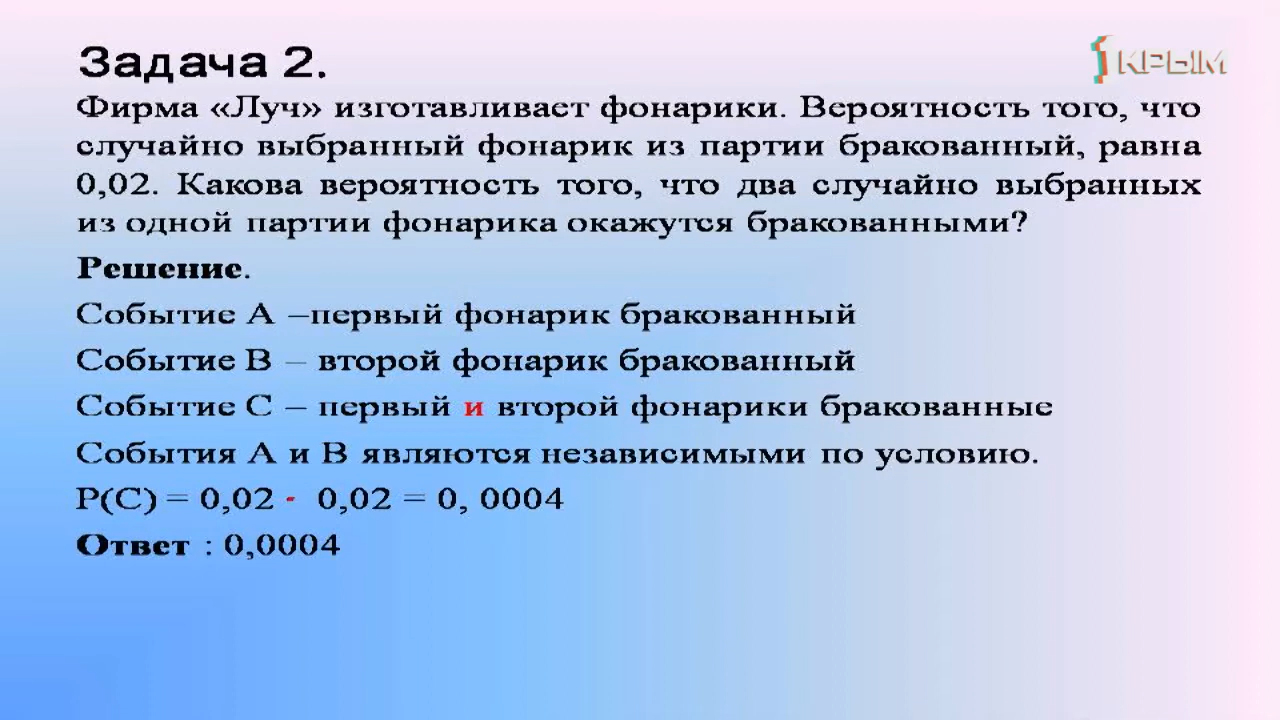 Задача 2.
КРЫМ
Фирма «Луч» изготавливает фонарики. Вероятность того, что
случайно выбранный фонарик из партии бракованный, равна
0,02. Какова вероятность того, что два случайно выбранных
из одной партии фонарика окажутся бракованными?
Решение.
Событие А –первый фонарик бракованный
Событие В – второй фонарик бракованный
Событие С – первый и второй фонарики бракованные
События А и В являются независимыми по условию.
Р(С) = 0,02 · 0,02 = 0, 0004
Ответ : 0,0004